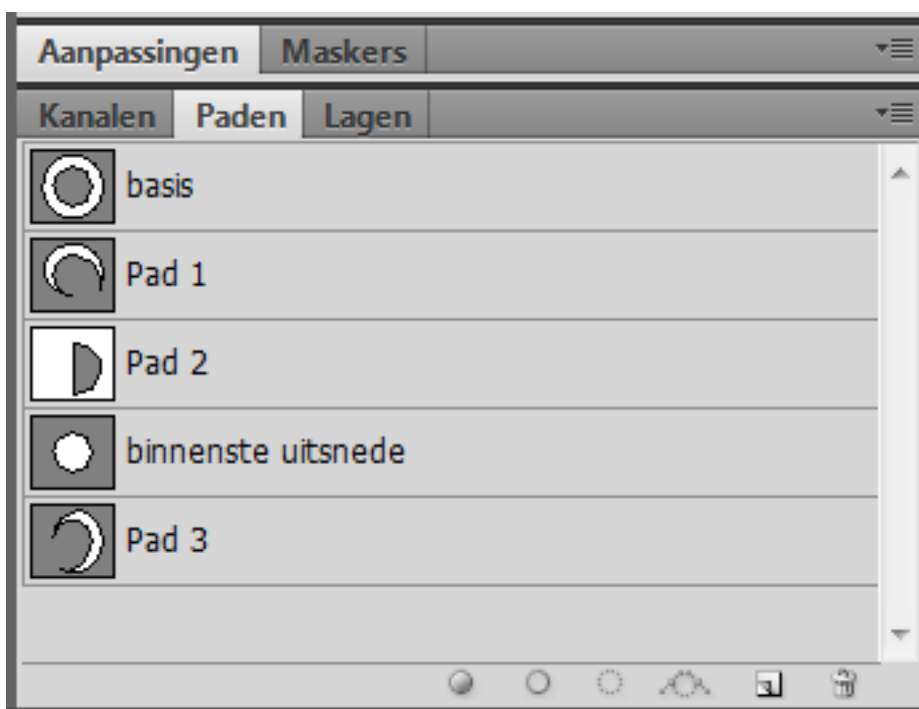 Aanpassingen Maskers
Kanalen Paden Lagen
basis
Pad 1
Pad 2
binnenste uitsnede
Pad 3